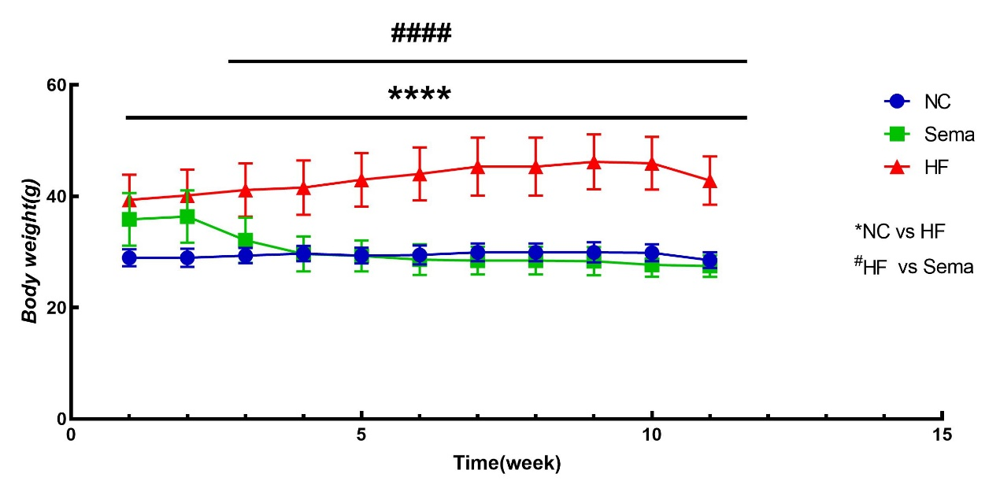 ####
****
60
40
20
0
Body weight(g)
0
5
10
15
Time(week)
NC
Sema
HF
*NC vs HF
#HF vs Sema